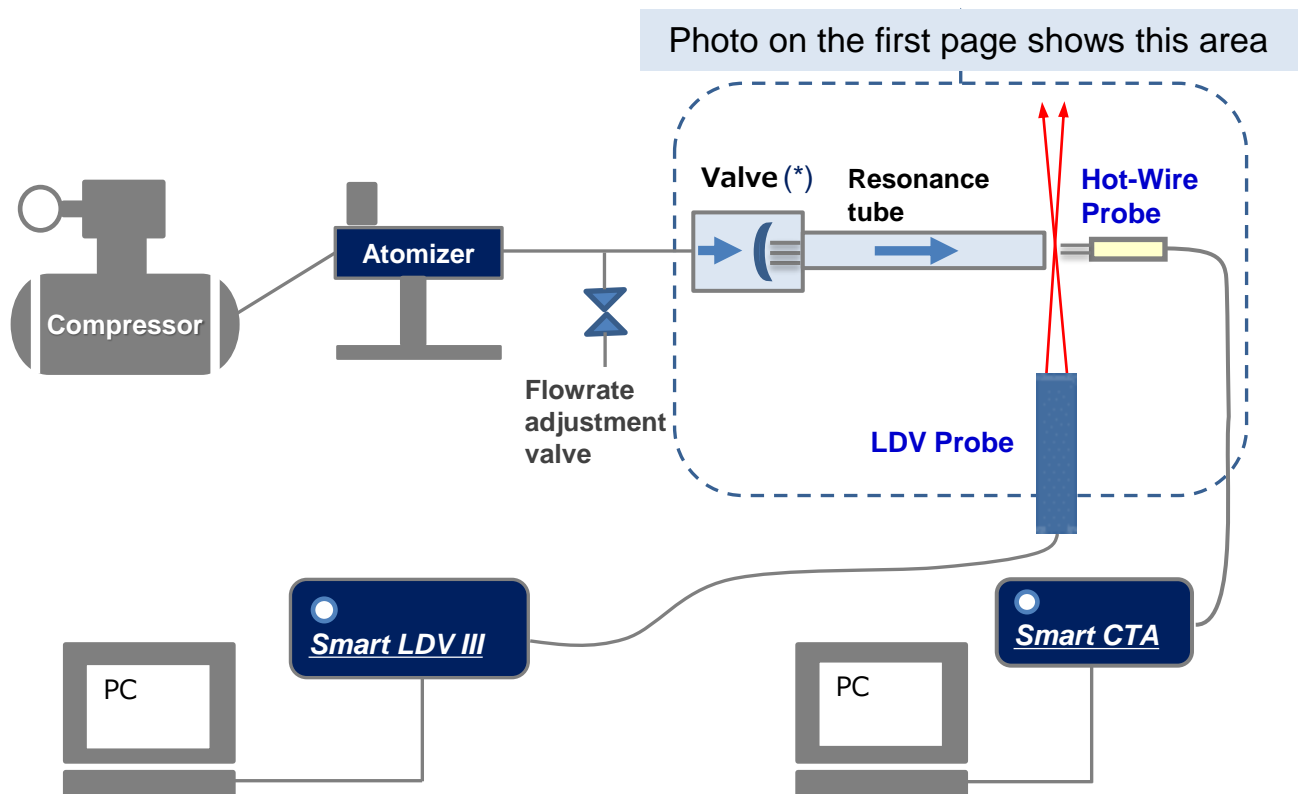 Photo on the first page shows this area
Valve (*)
Resonance
tube
Hot-Wire
Probe
Atomizer
Compressor
Flowrate
adjustment
valve
LDV Probe
Smart LDV III
Smart CTA
PC
PC